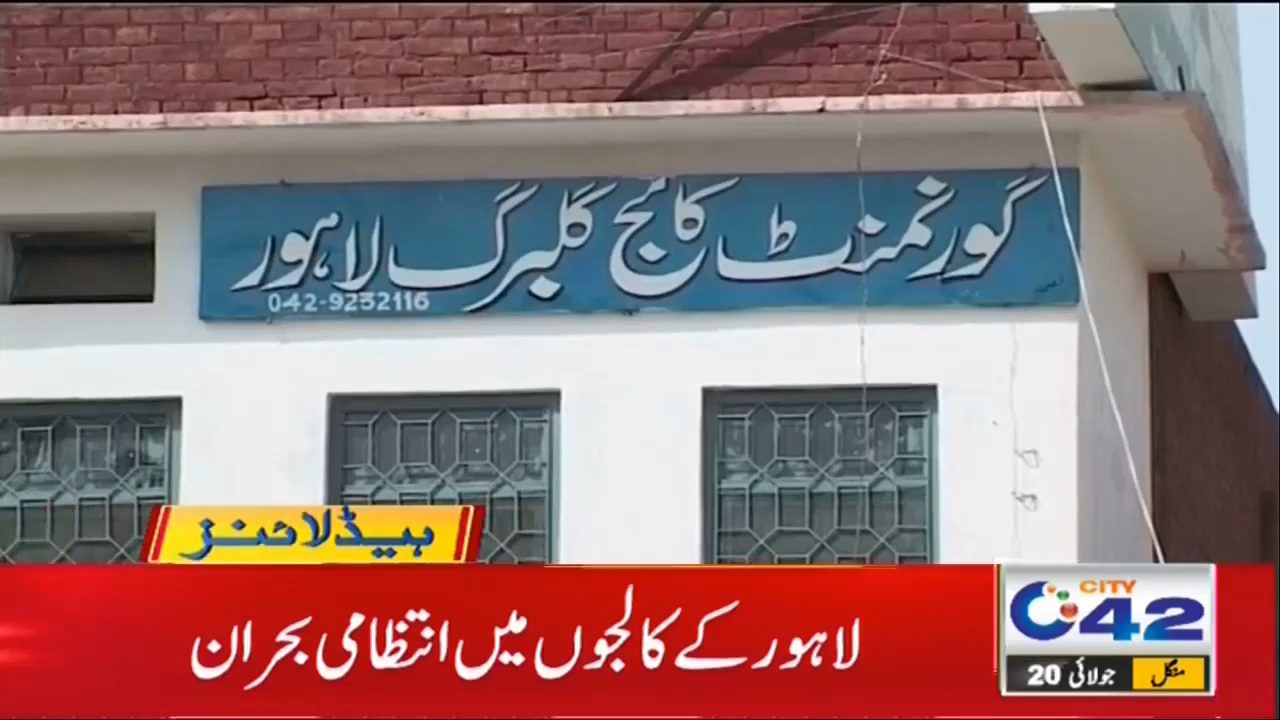 گورنمنٹ کالج گلبرگ لاہور
042-9232116
ہیڈلائنز
لاہور کے کالجوں میں انتظامی بحران
CITY
42
منگل
جولائی 20